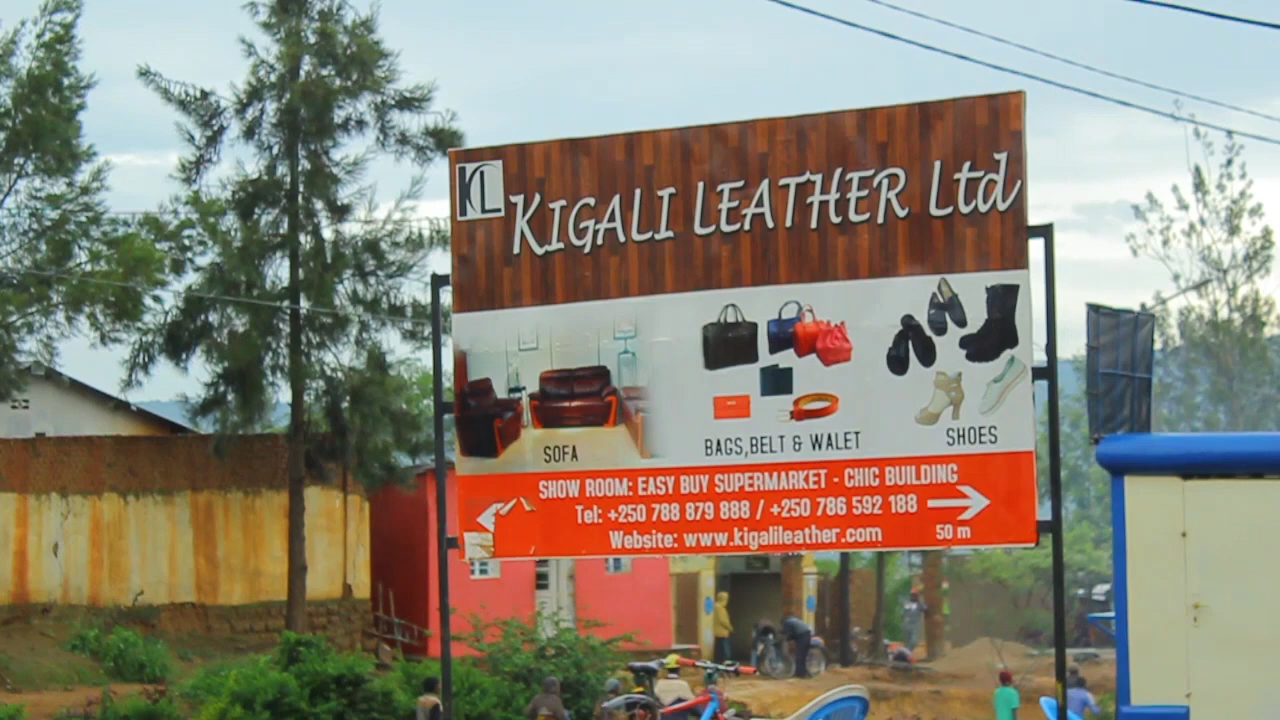 KL
KIGALI LEATHER Ltd
SOFA
BAGS,BELT & WALET
SHOES
SHOW ROOM: EASY BUY SUPERMARKET - CHIC BUILDING
Tel: +250 788 879 888 / +250 786 592 188
Website: www.kigalileather.com
50 m